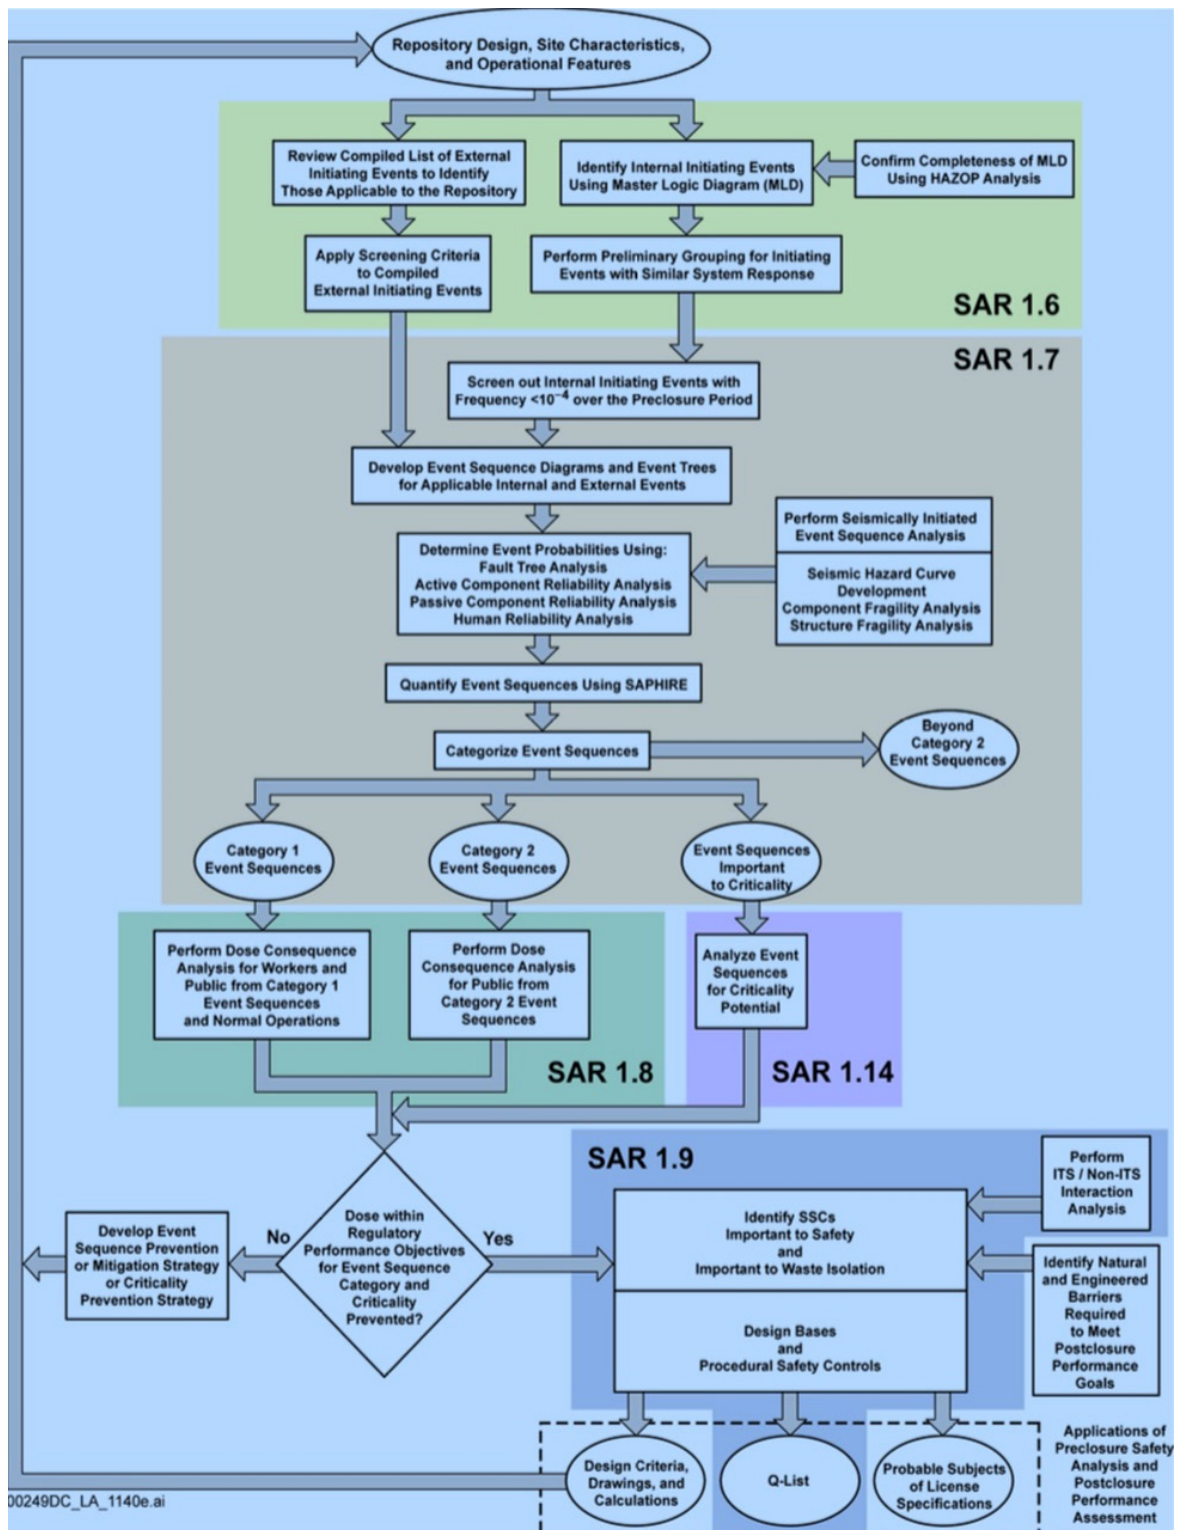 Repository Design, Site Characteristics,
and Operational Features
Review Compiled List of External
Initiating Events to Identify
Those Applicable to the Repository
Identify Internal Initiating Events
Using Master Logic Diagram (MLD)
Confirm Completeness of MLD
Using HAZOP Analysis
Apply Screening Criteria
to Compiled
External Initiating Events
Perform Preliminary Grouping for Initiating
Events with Similar System Response
SAR 1.6
SAR 1.7
Screen out Internal Initiating Events with
Frequency <10⁻⁴ over the Preclosure Period
Develop Event Sequence Diagrams and Event Trees
for Applicable Internal and External Events
Perform Seismically Initiated
Event Sequence Analysis
Determine Event Probabilities Using:
Fault Tree Analysis
Active Component Reliability Analysis
Passive Component Reliability Analysis
Human Reliability Analysis
Seismic Hazard Curve
Development
Component Fragility Analysis
Structure Fragility Analysis
Quantify Event Sequences Using SAPHIRE
Categorize Event Sequences
Beyond
Category 2
Event Sequences
Category 1
Event Sequences
Category 2
Event Sequences
Event Sequences
Important
to Criticality
Perform Dose Consequence
Analysis for Workers and
Public from Category 1
Event Sequences
and Normal Operations
Perform Dose
Consequence Analysis
for Public from
Category 2 Event
Sequences
Analyze Event
Sequences
for Criticality
Potential
SAR 1.8
SAR 1.14
SAR 1.9
Perform
ITS / Non-ITS
Interaction
Analysis
Develop Event
Sequence Prevention
or Mitigation Strategy
or Criticality
Prevention Strategy
No
Dose within
Regulatory
Performance Objectives
for Event Sequence
Category and
Criticality
Prevented?
Yes
Identify SSCs
Important to Safety
and
Important to Waste Isolation
Identify Natural
and Engineered
Barriers
Required
to Meet
Postclosure
Performance
Goals
Design Bases
and
Procedural Safety Controls
Design Criteria,
Drawings, and
Calculations
Q-List
Probable Subjects
of License
Specifications
Applications of
Preclosure Safety
Analysis and
Postclosure
Performance
Assessment
00249DC_LA_1140e.ai